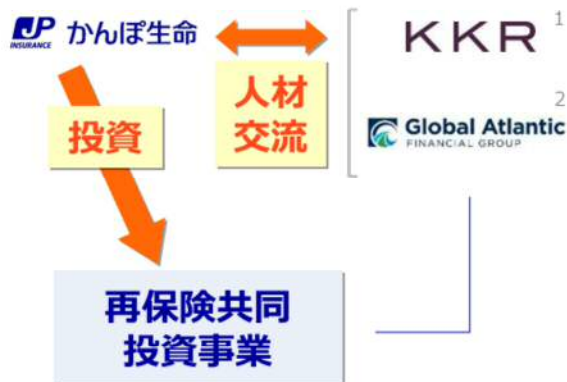 JP
INSURANCE
かんぽ生命
KKR 1
人材
交流
投資
2
Global Atlantic
FINANCIAL GROUP
再保険共同
投資事業